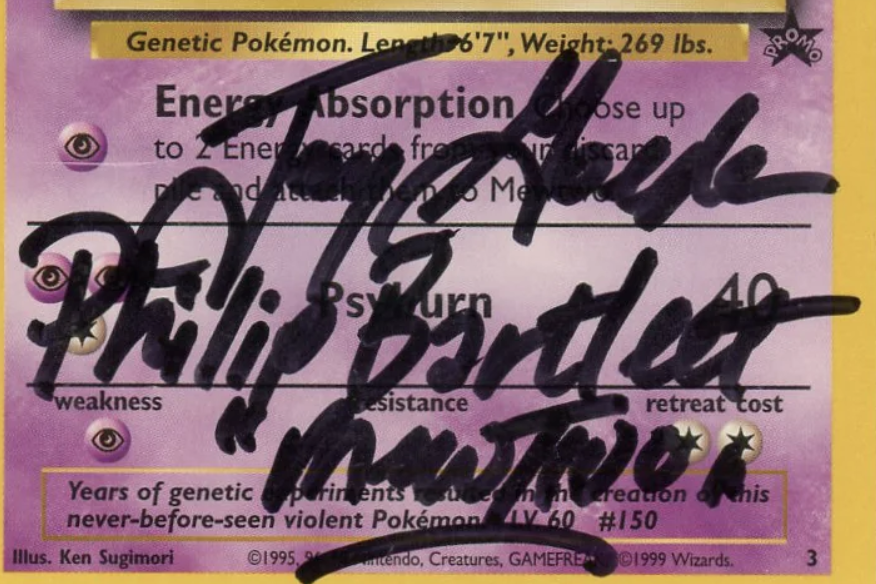 Genetic Pokémon. Length: 6'7", Weight: 269 lbs.
PROMO
Energy Absorption Choose up
to 2 Energy cards from your discard
pile and attach them to Mewtwo.
Jay Goede
Philip Bartlett
Psyburn 40
"Mewtwo"
weakness resistance retreat cost
Years of genetic experiments resulted in the creation of this
never-before-seen violent Pokémon. LV. 60 #150
Illus. Ken Sugimori ©1995, 96, Nintendo, Creatures, GAMEFREAK. ©1999 Wizards. 3